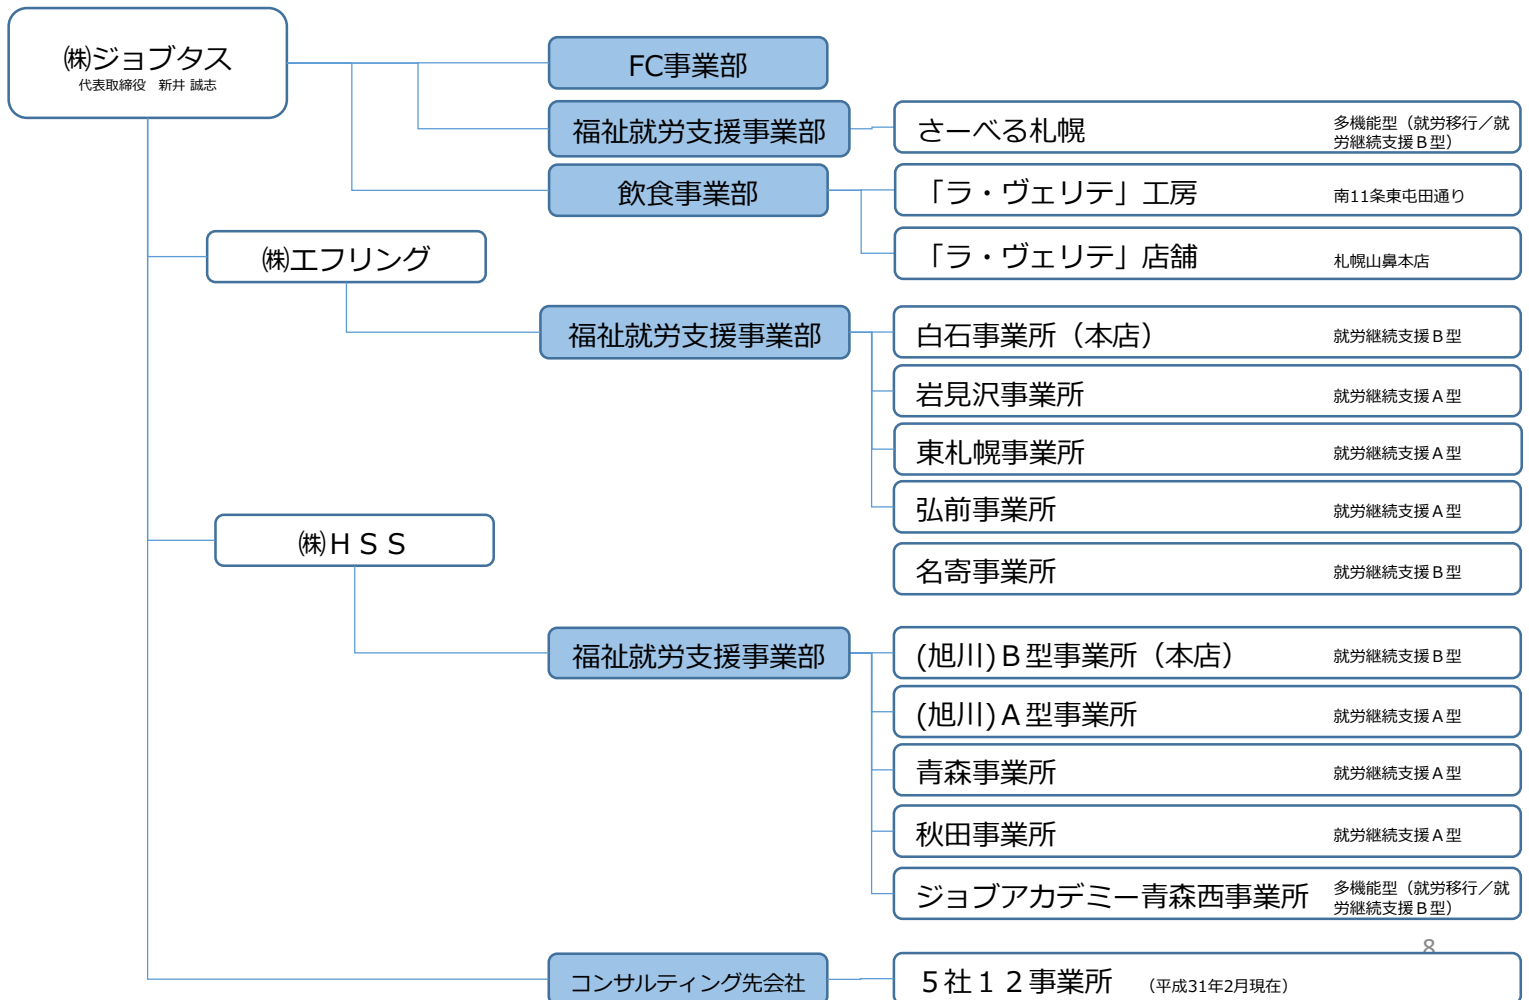 ㈱ジョブタス
代表取締役 新井 誠志
FC事業部
福祉就労支援事業部
さーべる札幌
多機能型（就労移行／就
労継続支援Ｂ型）
飲食事業部
「ラ・ヴェリテ」工房
南11条東屯田通り
「ラ・ヴェリテ」店舗
札幌山鼻本店
㈱エフリング
福祉就労支援事業部
白石事業所（本店）
就労継続支援Ｂ型
岩見沢事業所
就労継続支援Ａ型
東札幌事業所
就労継続支援Ａ型
弘前事業所
就労継続支援Ａ型
名寄事業所
就労継続支援Ｂ型
㈱ＨＳＳ
福祉就労支援事業部
(旭川)Ｂ型事業所（本店）
就労継続支援Ｂ型
(旭川)Ａ型事業所
就労継続支援Ａ型
青森事業所
就労継続支援Ａ型
秋田事業所
就労継続支援Ａ型
ジョブアカデミー青森西事業所
多機能型（就労移行／就
労継続支援Ｂ型）
8
コンサルティング先会社
５社１２事業所 （平成31年2月現在）